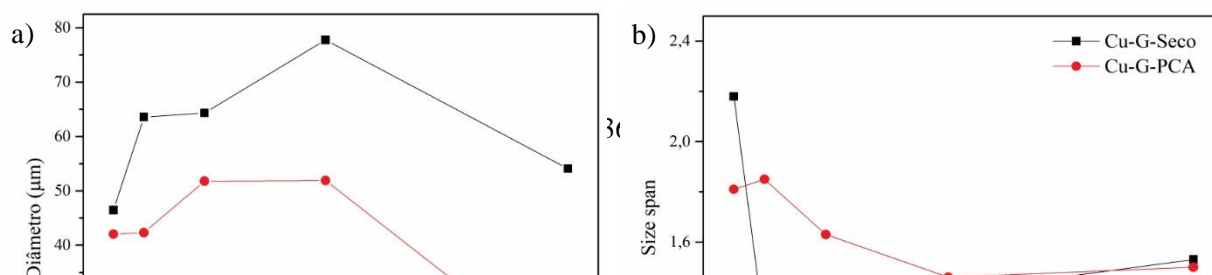 a)
80
70
60
50
40
Diâmetro (μm)
b)
2,4
2,0
1,6
Size span
Cu-G-Seco
Cu-G-PCA